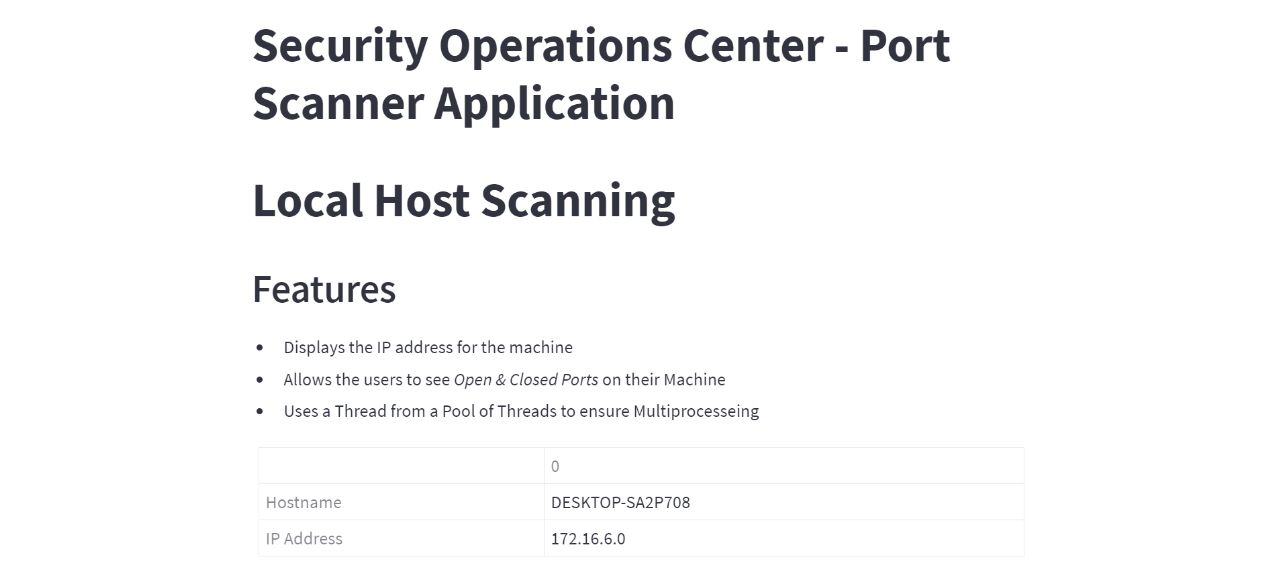 Security Operations Center - Port
Scanner Application
Local Host Scanning
Features
• Displays the IP address for the machine
• Allows the users to see Open & Closed Ports on their Machine
• Uses a Thread from a Pool of Threads to ensure Multiprocesseing
0
Hostname DESKTOP-SA2P708
IP Address 172.16.6.0